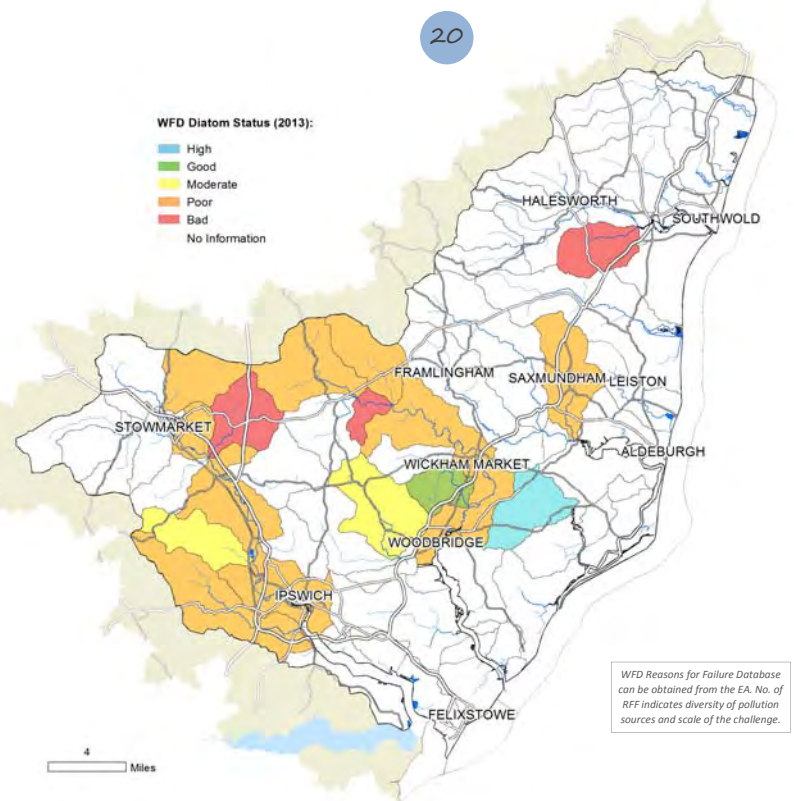 20
WFD Diatom Status (2013):
High
Good
Moderate
Poor
Bad
No Information
HALESWORTH
SOUTHWOLD
FRAMLINGHAM
SAXMUNDHAM
LEISTON
STOWMARKET
ALDEBURGH
WICKHAM MARKET
WOODBRIDGE
IPSWICH
FELIXSTOWE
WFD Reasons for Failure Database
can be obtained from the EA. No. of
RFF indicates diversity of pollution
sources and scale of the challenge.
4
Miles